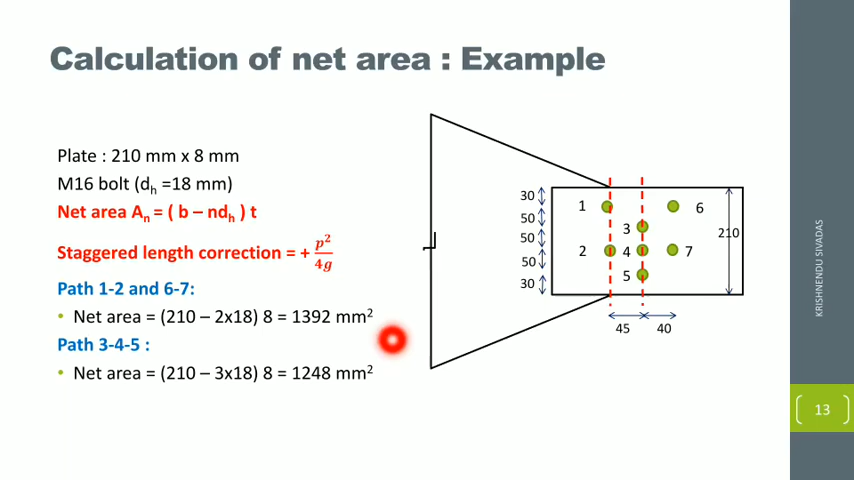 Calculation of net area : Example
Plate : 210 mm x 8 mm
M16 bolt (dh =18 mm)
Net area An = ( b – ndh ) t
Staggered length correction = + p²/4g
Path 1-2 and 6-7:
• Net area = (210 – 2x18) 8 = 1392 mm²
Path 3-4-5 :
• Net area = (210 – 3x18) 8 = 1248 mm²
30
50
50
50
30
1
2
3
4
5
6
7
210
45
40
KRISHNENDU SIVADAS
13